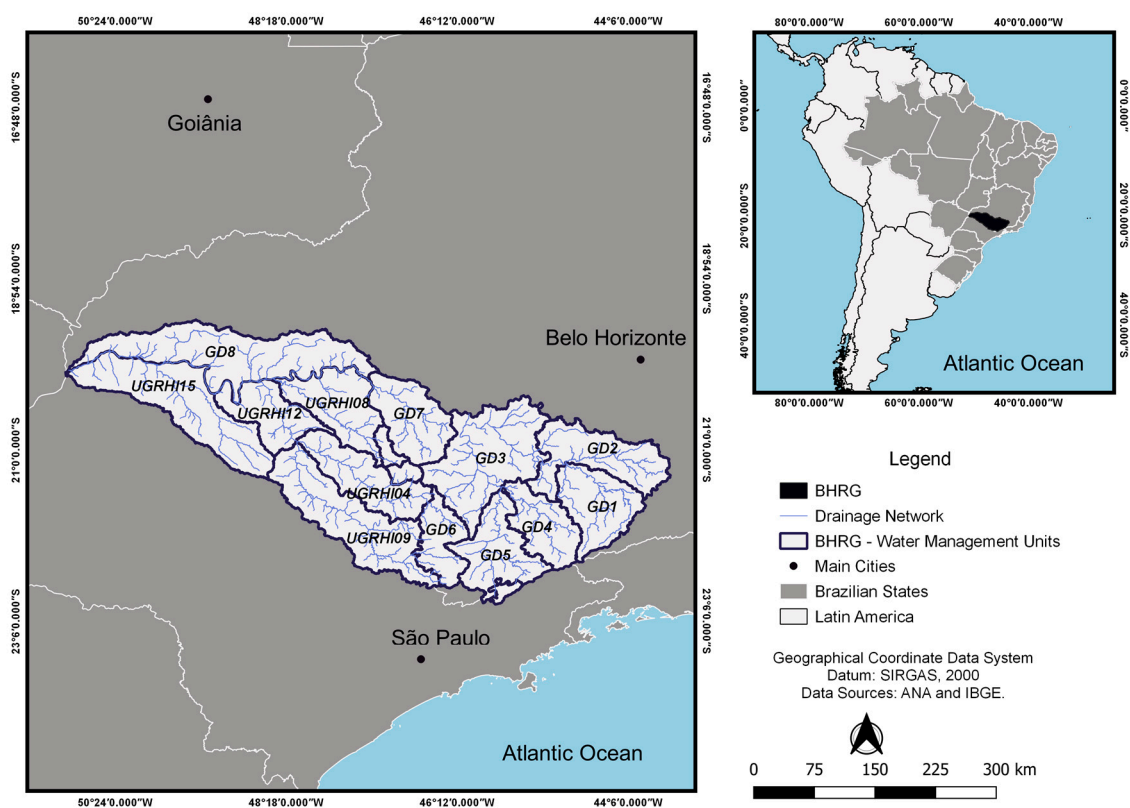 50°24'0.000"W 48°18'0.000"W 46°12'0.000"W 44°6'0.000"W
16°48'0.000"S
18°54'0.000"S
21°0'0.000"S
23°6'0.000"S
Goiânia
Belo Horizonte
GD8
UGRHI15
UGRHI12
UGRHI08
GD7
GD3
GD2
UGRHI04
GD1
GD6
GD4
UGRHI09
GD5
São Paulo
Atlantic Ocean
16°48'0.000"S
18°54'0.000"S
21°0'0.000"S
23°6'0.000"S
50°24'0.000"W 48°18'0.000"W 46°12'0.000"W 44°6'0.000"W
80°0'0.000"W 60°0'0.000"W 40°0'0.000"W
0°0'0.000"
20°0'0.000"S
40°0'0.000"S
Atlantic Ocean
0°0'0.000"
20°0'0.000"S
40°0'0.000"S
80°0'0.000"W 60°0'0.000"W 40°0'0.000"W
Legend
BHRG
Drainage Network
BHRG - Water Management Units
Main Cities
Brazilian States
Latin America
Geographical Coordinate Data System
Datum: SIRGAS, 2000
Data Sources: ANA and IBGE.
0 75 150 225 300 km